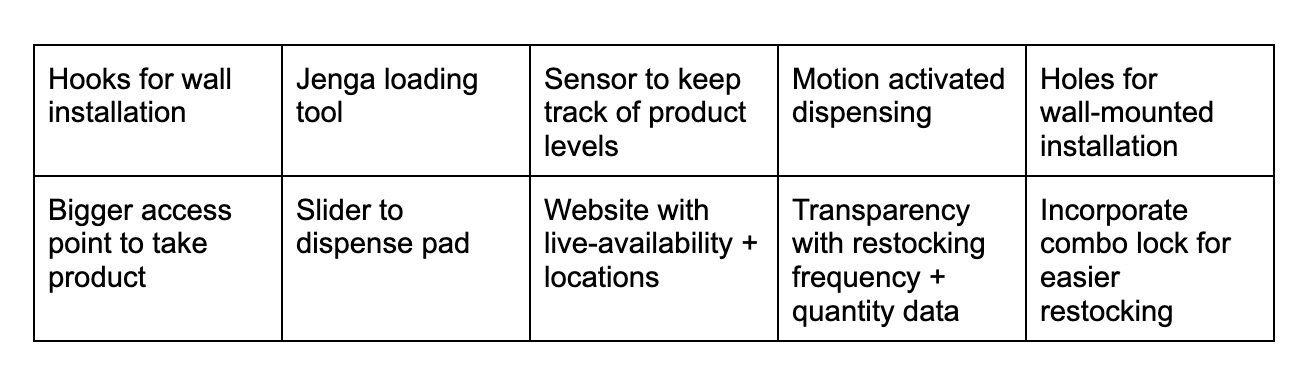 Hooks for wall
installation
Jenga loading
tool
Sensor to keep
track of product
levels
Motion activated
dispensing
Holes for
wall-mounted
installation
Bigger access
point to take
product
Slider to
dispense pad
Website with
live-availability +
locations
Transparency
with restocking
frequency +
quantity data
Incorporate
combo lock for
easier
restocking